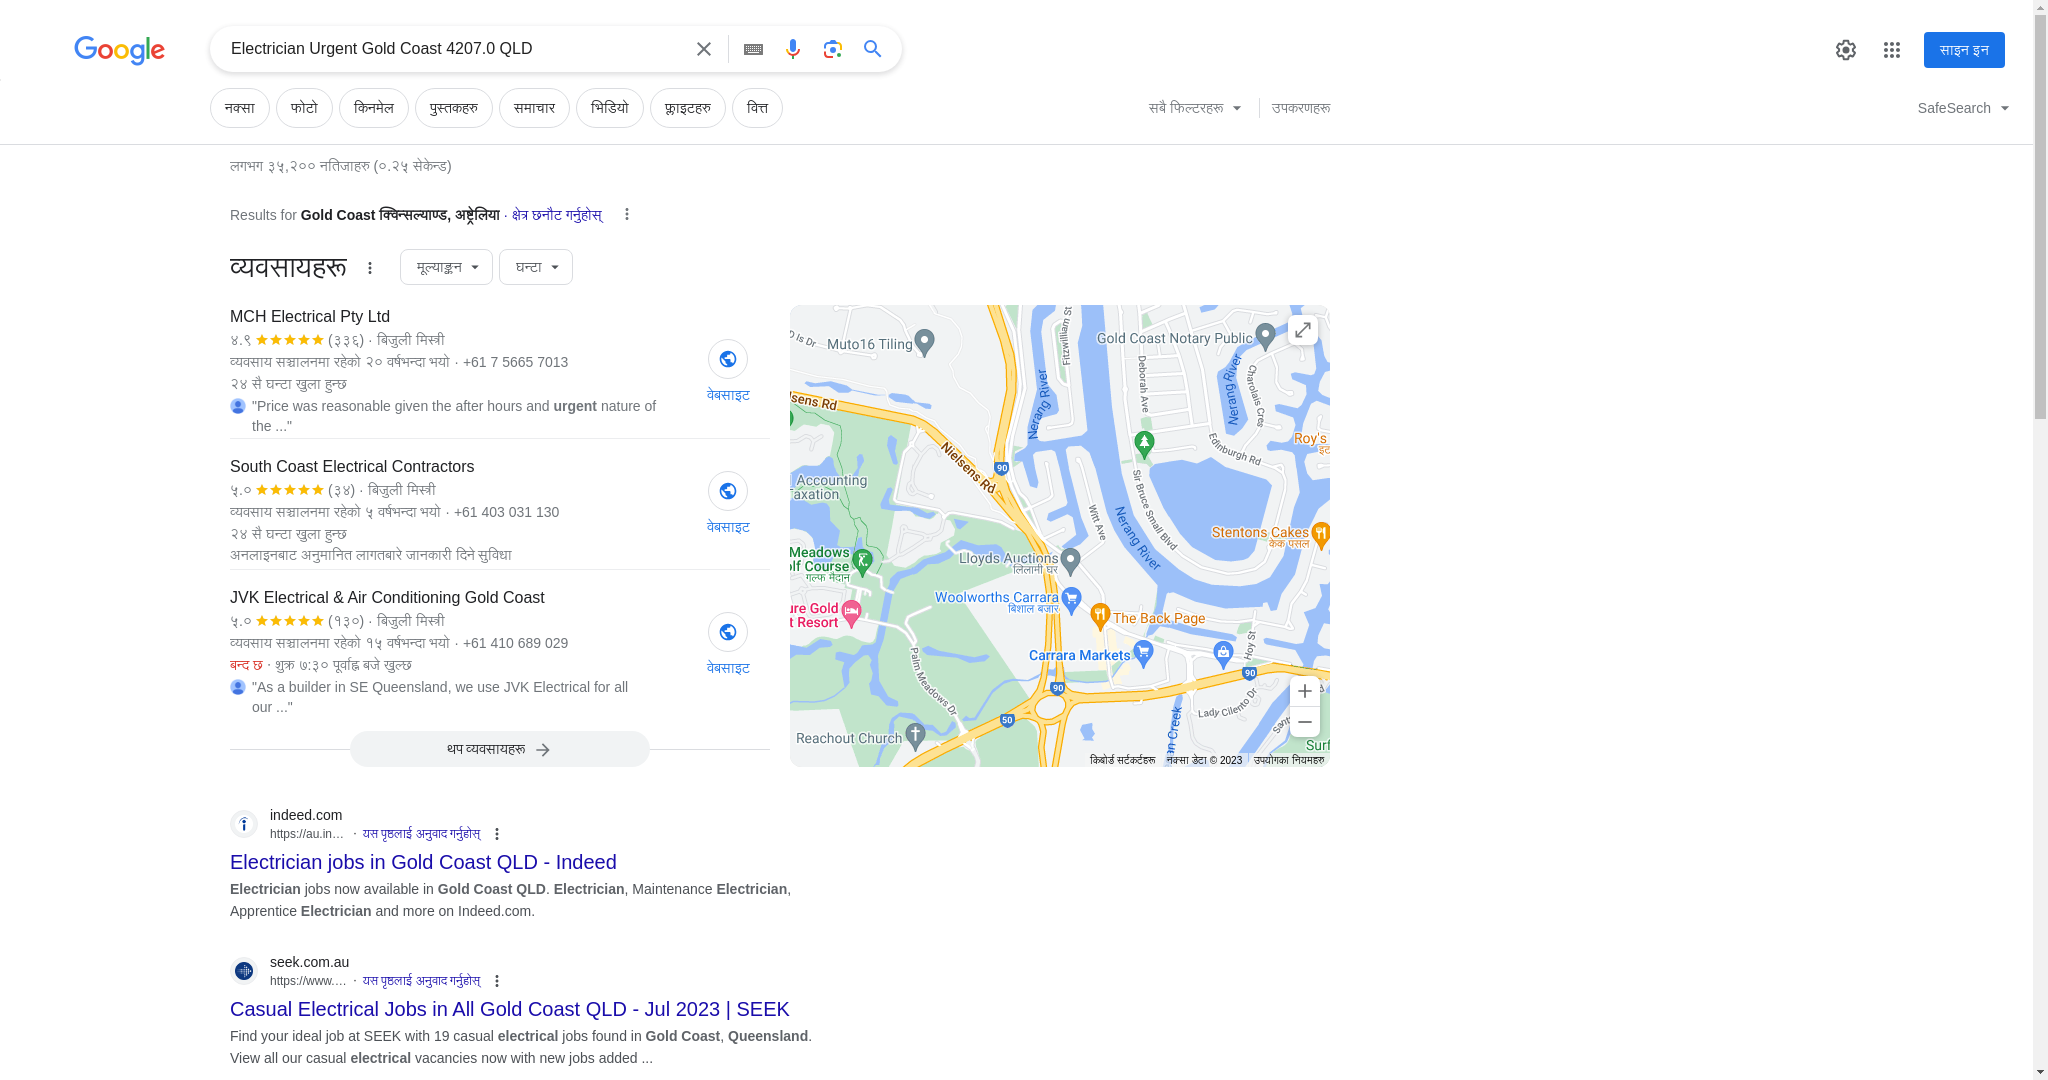 Google
Electrician Urgent Gold Coast 4207.0 QLD
साइन इन
नक्सा
फोटो
किनमेल
पुस्तकहरु
समाचार
भिडियो
फ्लाइटहरु
वित्त
सबै फिल्टरहरू
उपकरणहरू
SafeSearch
लगभग ३५,२०० नतिजाहरु (०.२५ सेकेन्ड)
Results for Gold Coast क्विन्सल्याण्ड, अष्ट्रेलिया · क्षेत्र छनौट गर्नुहोस्
व्यवसायहरू
मूल्याङ्कन
घन्टा
MCH Electrical Pty Ltd
४.९ (३३६) · बिजुली मिस्त्री
व्यवसाय सञ्चालनमा रहेको २० वर्षभन्दा भयो · +61 7 5665 7013
२४ सै घन्टा खुला हुन्छ
"Price was reasonable given the after hours and urgent nature of
the ..."
वेबसाइट
South Coast Electrical Contractors
५.० (३४) · बिजुली मिस्त्री
व्यवसाय सञ्चालनमा रहेको ५ वर्षभन्दा भयो · +61 403 031 130
२४ सै घन्टा खुला हुन्छ
अनलाइनबाट अनुमानित लागतबारे जानकारी दिने सुविधा
वेबसाइट
JVK Electrical & Air Conditioning Gold Coast
५.० (१३०) · बिजुली मिस्त्री
व्यवसाय सञ्चालनमा रहेको १५ वर्षभन्दा भयो · +61 410 689 029
बन्द छ · शुक्र ७:३० पूर्वाह्न बजे खुल्छ
"As a builder in SE Queensland, we use JVK Electrical for all
our ..."
वेबसाइट
थप व्यवसायहरू
D Is Dr
Muto16 Tiling
Fitzwilliam St
Gold Coast Notary Public
Deborah Ave
Nerang River
Nerang River
Charolais Cres
sens Rd
Nielsens Rd
90
Edinburgh Rd
Roy's
Accounting
Taxation
Sir Bruce Small Blvd
Witt Ave
Nerang River
Stentons Cakes
केक पसल
Meadows
olf Course
गल्फ मैदान
Lloyds Auctions
लिलामी घर
Woolworths Carrara
बिशाल बजार
ure Gold
t Resort
The Back Page
Carrara Markets
Hoy St
90
90
50
Palm Meadows Dr
Lady Cilento Dr
an Creek
Reachout Church
Surf
किबोर्ड सर्टकर्टहरू
नक्सा डेटा © 2023
उपयोगका नियमहरु
indeed.com
https://au.in... · यस पृष्ठलाई अनुवाद गर्नुहोस्
Electrician jobs in Gold Coast QLD - Indeed
Electrician jobs now available in Gold Coast QLD. Electrician, Maintenance Electrician,
Apprentice Electrician and more on Indeed.com.
seek.com.au
https://www.... · यस पृष्ठलाई अनुवाद गर्नुहोस्
Casual Electrical Jobs in All Gold Coast QLD - Jul 2023 | SEEK
Find your ideal job at SEEK with 19 casual electrical jobs found in Gold Coast, Queensland.
View all our casual electrical vacancies now with new jobs added ...